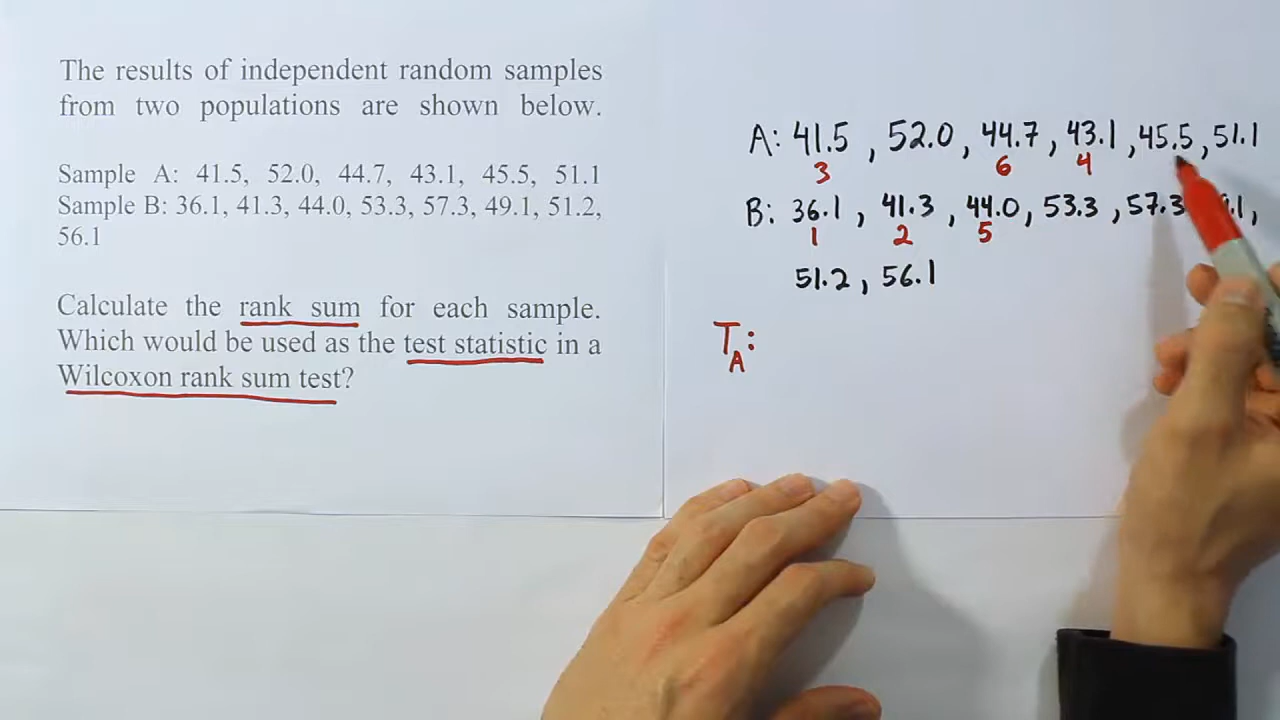 The results of independent random samples
from two populations are shown below.
Sample A: 41.5, 52.0, 44.7, 43.1, 45.5, 51.1
Sample B: 36.1, 41.3, 44.0, 53.3, 57.3, 49.1, 51.2,
56.1
Calculate the rank sum for each sample.
Which would be used as the test statistic in a
Wilcoxon rank sum test?
A: 41.5, 52.0, 44.7, 43.1, 45.5, 51.1
3 6 4
B: 36.1, 41.3, 44.0, 53.3, 57.3 .1,
1 2 5
51.2, 56.1
TA: